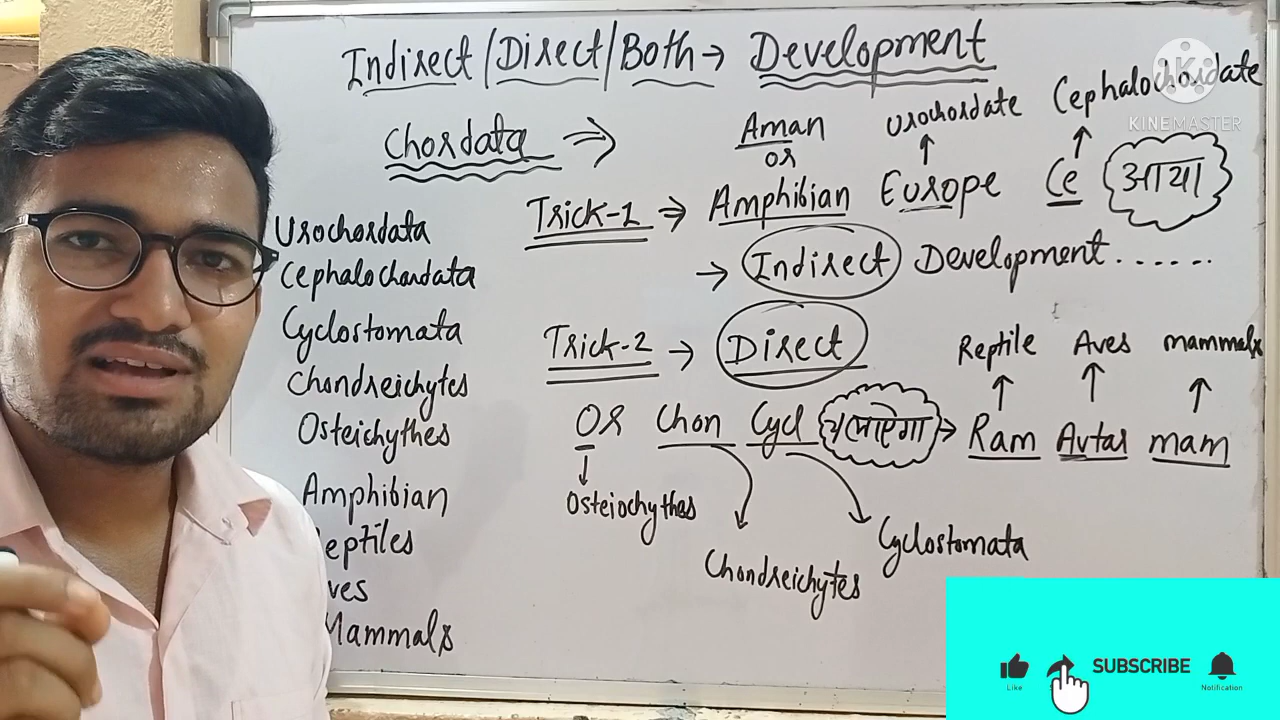 Indirect/Direct/Both → Development
Chordata ⇒
Aman
or
Urochordate
Cephalochordate
KINEMASTER
Trick-1 ⇒ Amphibian Europe Ce आया
→ Indirect Development......
Urochordata
Cephalochordata
Cyclostomata
Chondreichytes
Osteichythes
Amphibian
eptiles
ves
Mammals
Trick-2 → Direct
Reptile Aves mammals
OR Chon Cycl चलाऐगा → Ram Avtar mam
Osteiochythes
Chondreichytes
Cyclostomata
Like
SUBSCRIBE
Notification